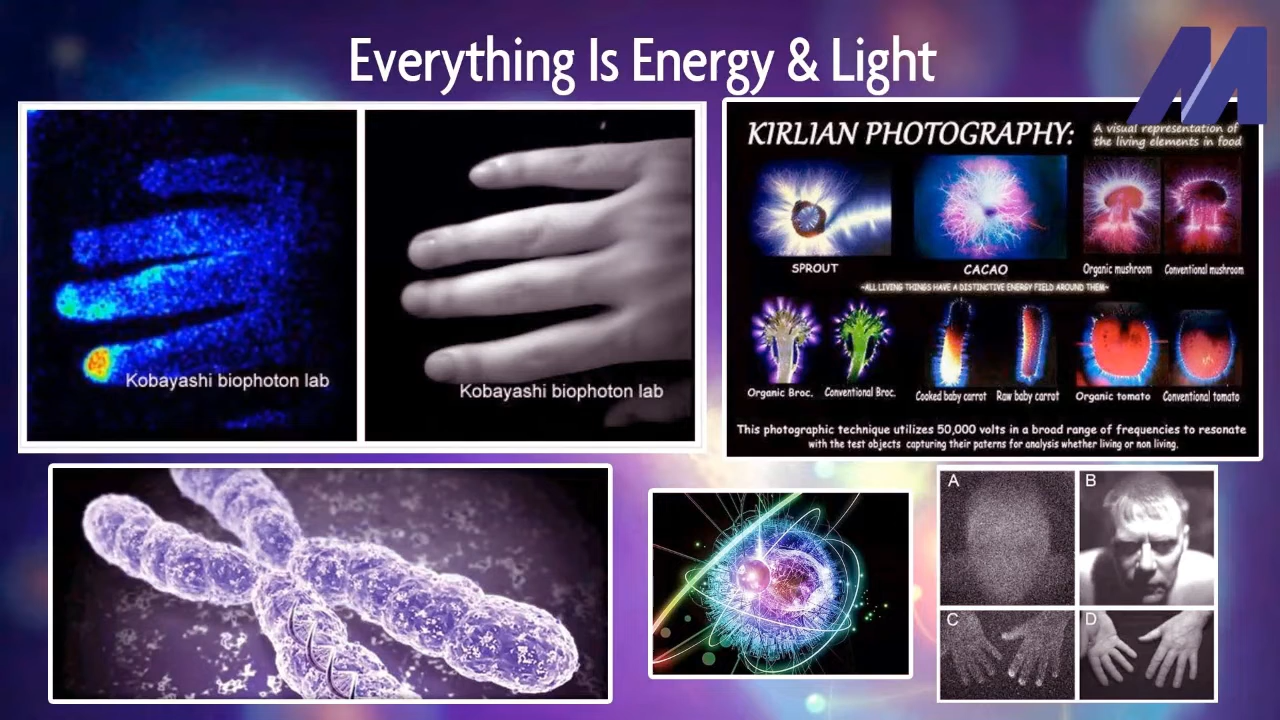 Everything Is Energy & Light
Kobayashi biophoton lab
Kobayashi biophoton lab
KIRLIAN PHOTOGRAPHY:
A visual representation of
the living elements in food
SPROUT
CACAO
Organic mushroom
Conventional mushroom
~ALL LIVING THINGS HAVE A DISTINCTIVE ENERGY FIELD AROUND THEM~
Organic Broc.
Conventional Broc.
Cooked baby carrot
Raw baby carrot
Organic tomato
Conventional tomato
This photographic technique utilizes 50,000 volts in a broad range of frequencies to resonate
with the test objects capturing their paterns for analysis whether living or non living.
A
B
C
D
M